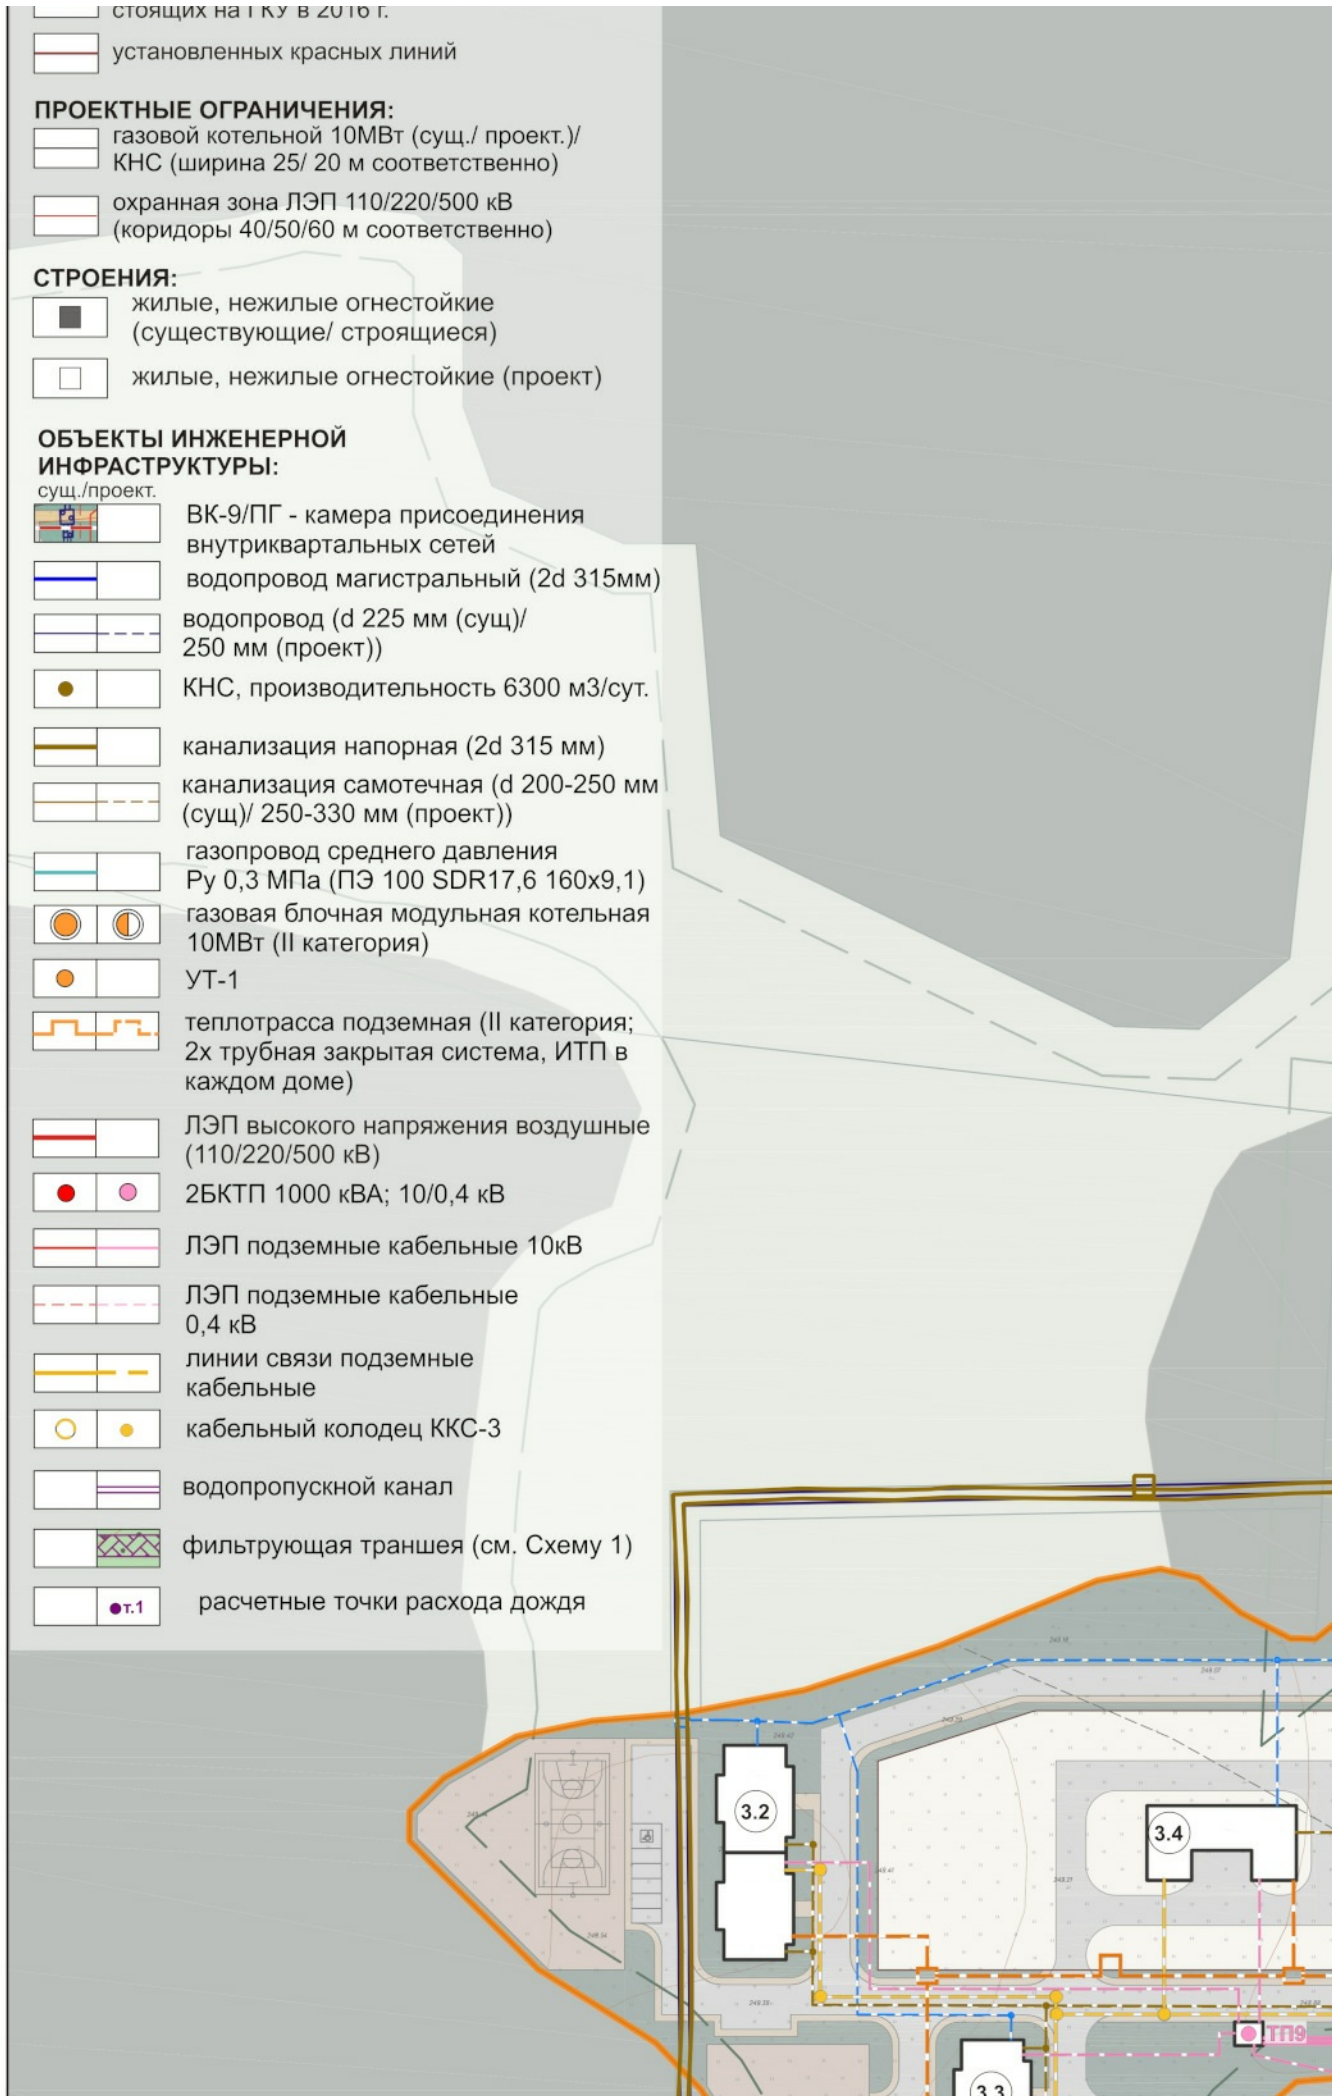 стоящих на ГКУ в 2016 г.
установленных красных линий
ПРОЕКТНЫЕ ОГРАНИЧЕНИЯ:
газовой котельной 10МВт (сущ./ проект.)/
КНС (ширина 25/ 20 м соответственно)
охранная зона ЛЭП 110/220/500 кВ
(коридоры 40/50/60 м соответственно)
СТРОЕНИЯ:
жилые, нежилые огнестойкие
(существующие/ строящиеся)
жилые, нежилые огнестойкие (проект)
ОБЪЕКТЫ ИНЖЕНЕРНОЙ
ИНФРАСТРУКТУРЫ:
сущ./проект.
ВК-9/ПГ - камера присоединения
внутриквартальных сетей
водопровод магистральный (2d 315мм)
водопровод (d 225 мм (сущ)/
250 мм (проект))
КНС, производительность 6300 м3/сут.
канализация напорная (2d 315 мм)
канализация самотечная (d 200-250 мм
(сущ)/ 250-330 мм (проект))
газопровод среднего давления
Ру 0,3 МПа (ПЭ 100 SDR17,6 160х9,1)
газовая блочная модульная котельная
10МВт (II категория)
УТ-1
теплотрасса подземная (II категория;
2х трубная закрытая система, ИТП в
каждом доме)
ЛЭП высокого напряжения воздушные
(110/220/500 кВ)
2БКТП 1000 кВА; 10/0,4 кВ
ЛЭП подземные кабельные 10кВ
ЛЭП подземные кабельные
0,4 кВ
линии связи подземные
кабельные
кабельный колодец ККС-3
водопропускной канал
фильтрующая траншея (см. Схему 1)
т.1
расчетные точки расхода дождя
3.2
3.4
ТП9
3.3